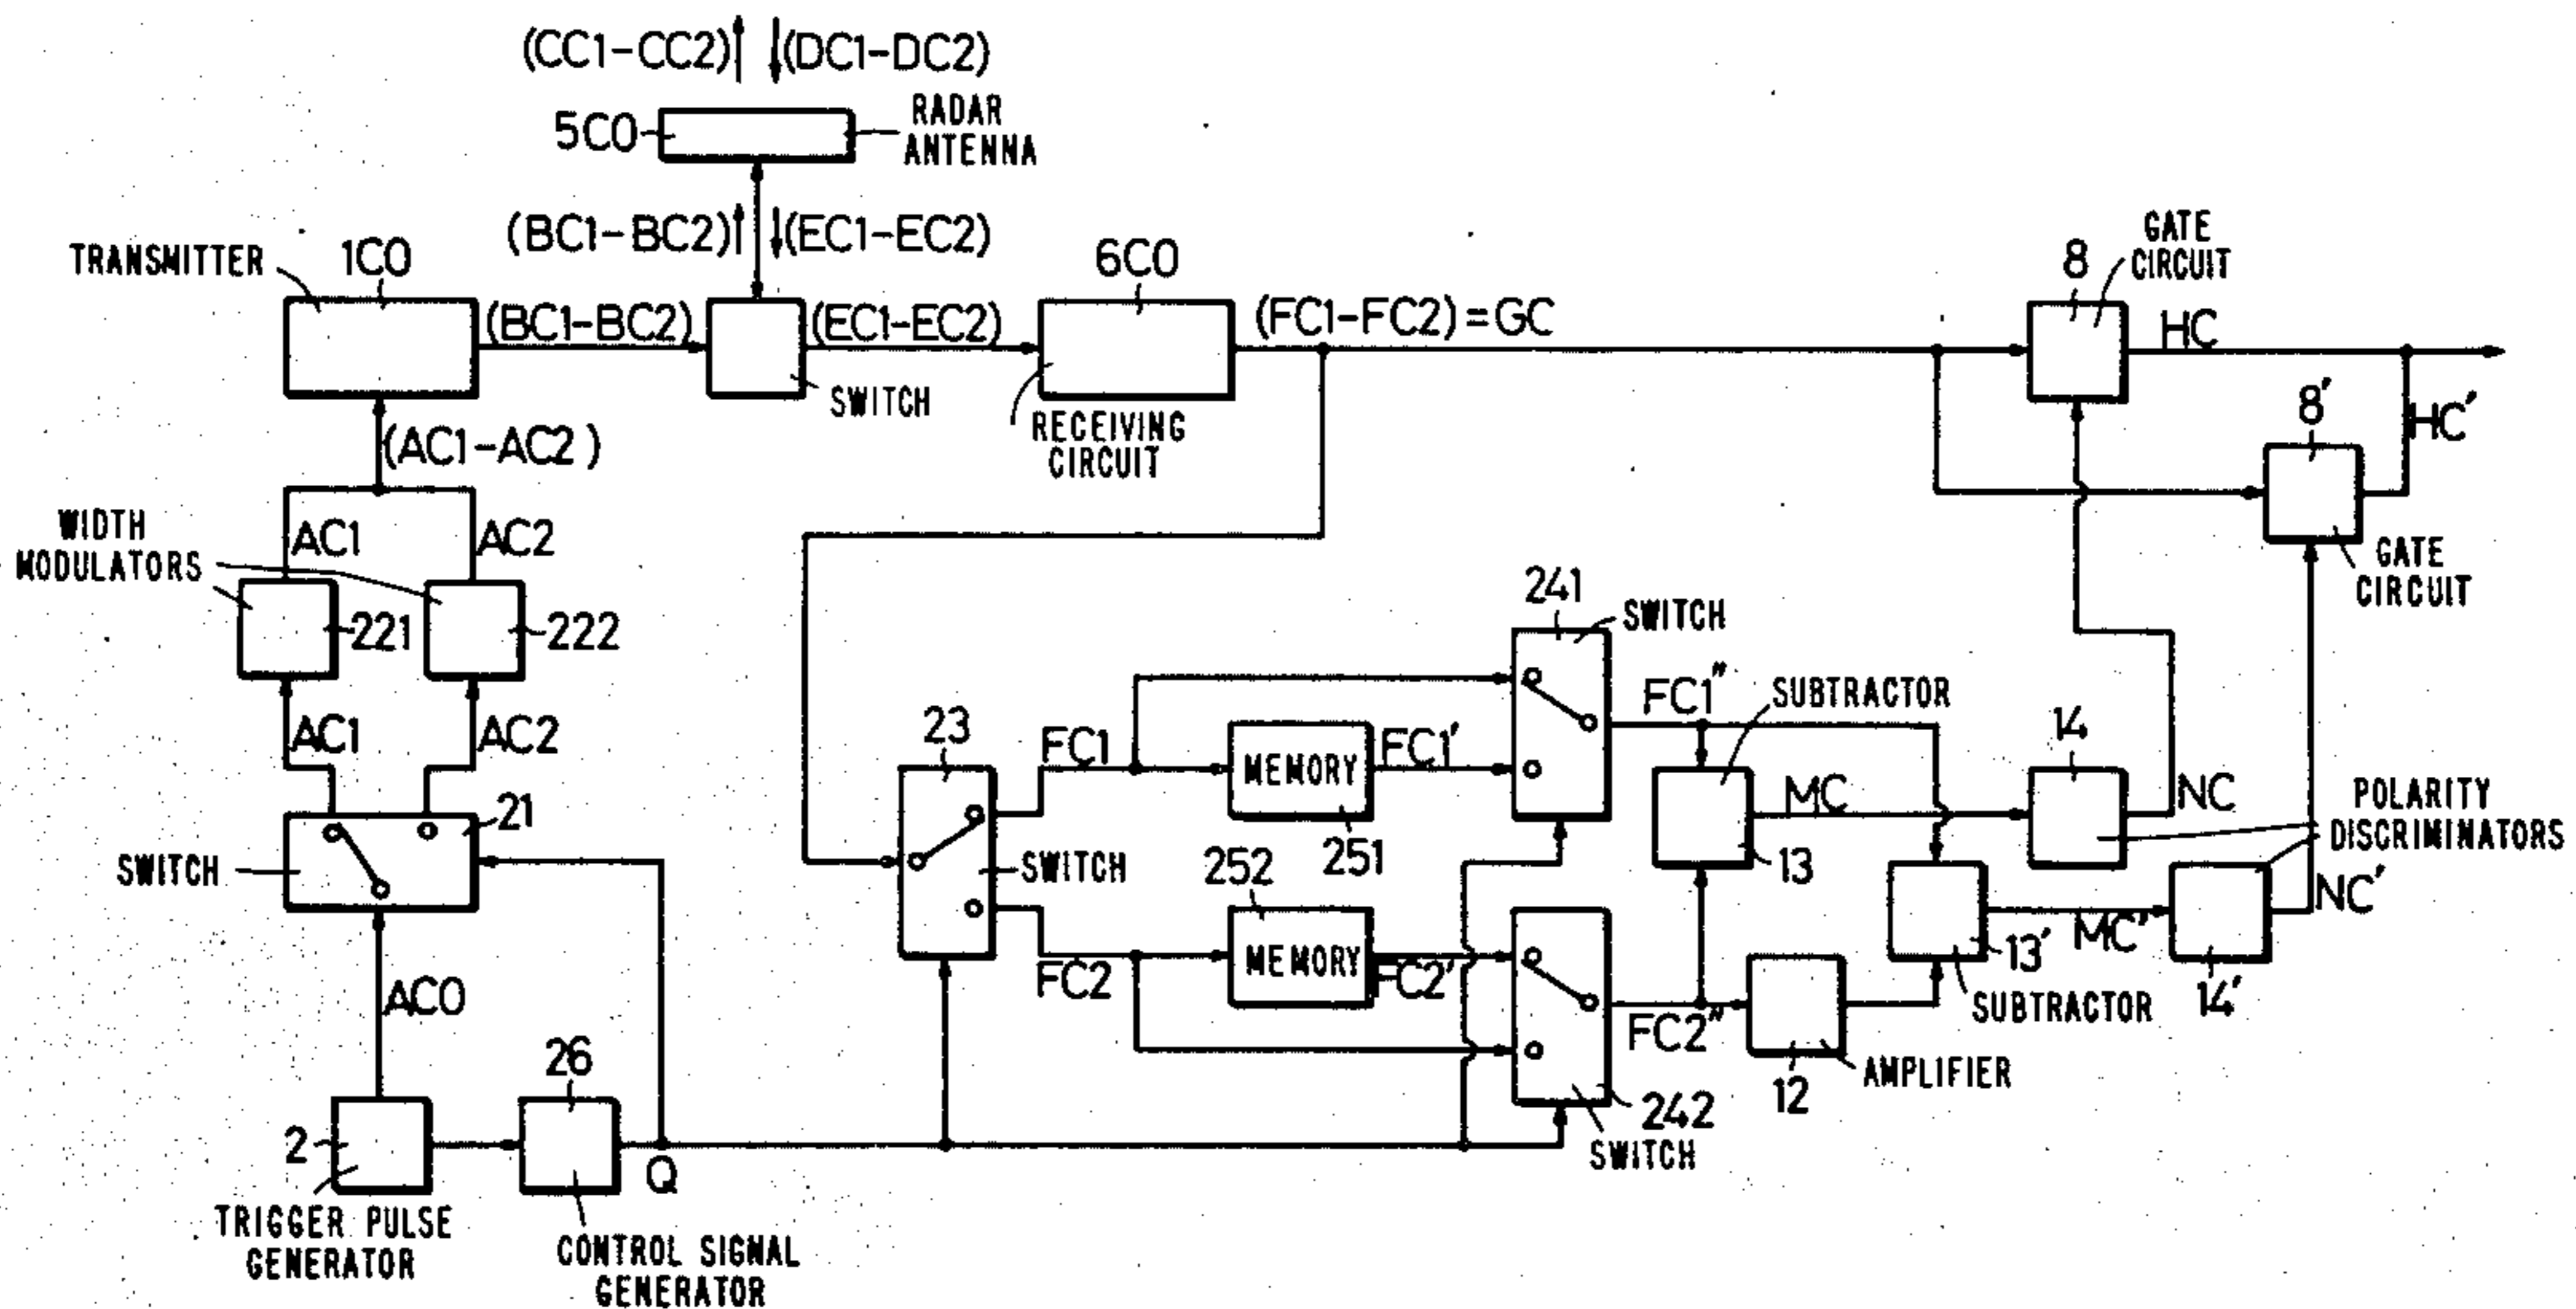 (CC1-CC2) (DC1-DC2)
5C0
RADAR
ANTENNA
(BC1-BC2) (EC1-EC2)
TRANSMITTER
1C0
(BC1-BC2)
(EC1-EC2)
SWITCH
6C0
RECEIVING
CIRCUIT
(FC1-FC2)=GC
8
GATE
CIRCUIT
HC
8'
HC'
GATE
CIRCUIT
(AC1-AC2)
WIDTH
MODULATORS
AC1
AC2
221
222
AC1
AC2
21
SWITCH
AC0
2
TRIGGER PULSE
GENERATOR
26
CONTROL SIGNAL
GENERATOR
Q
23
SWITCH
FC1
FC2
MEMORY
251
FC1'
252
MEMORY
FC2'
241
SWITCH
242
SWITCH
FC1"
FC2"
SUBTRACTOR
13
MC
14
NC
POLARITY
DISCRIMINATORS
12
AMPLIFIER
13'
SUBTRACTOR
MC'
14'
NC'